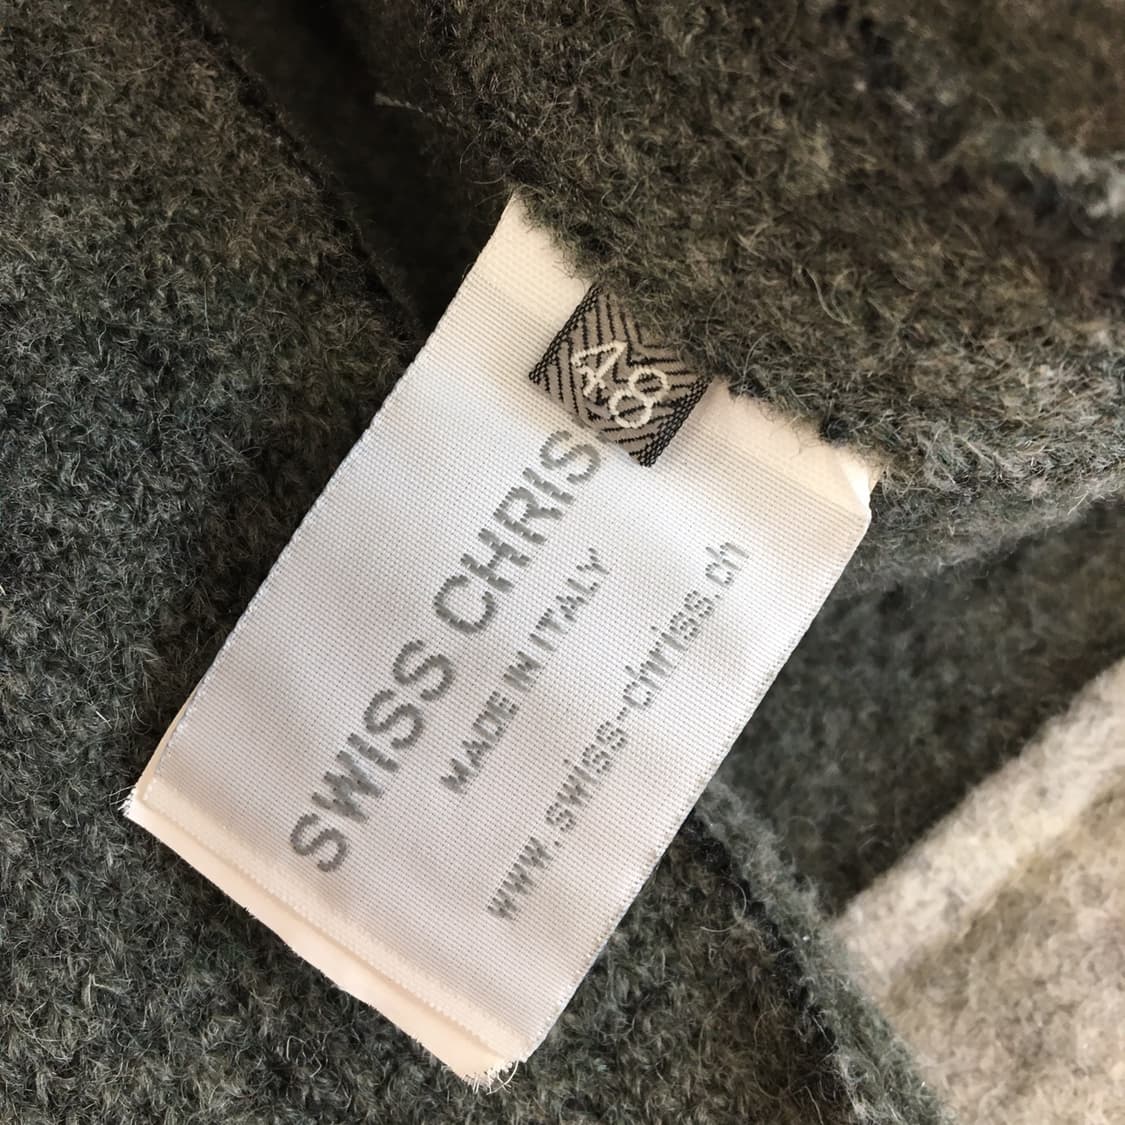 48
SWISS CHRIS
MADE IN ITALY
www.swiss-chriss.ch